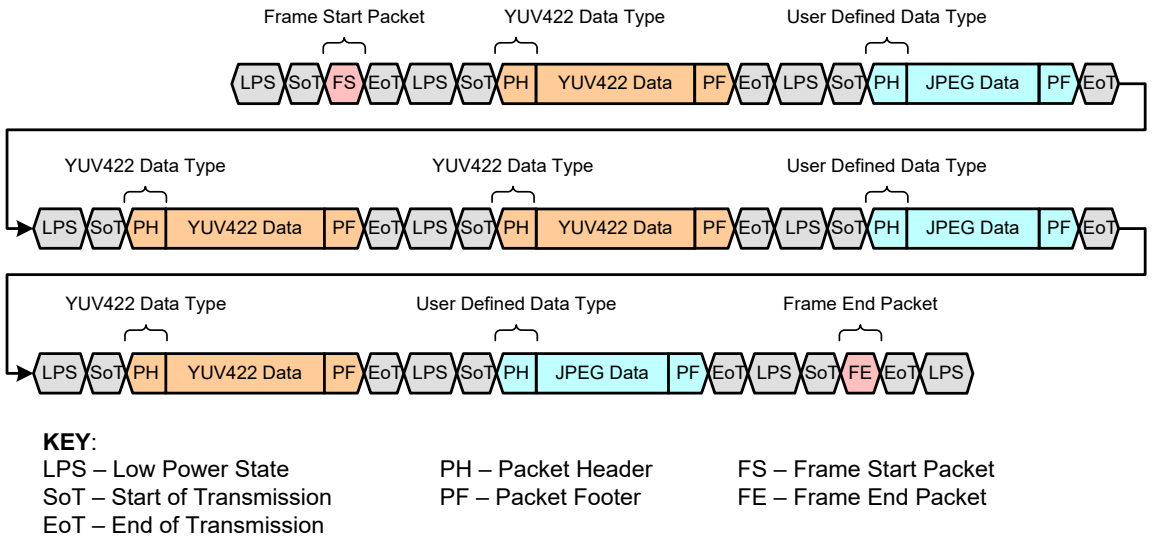 Frame Start Packet YUV422 Data Type User Defined Data Type
LPS SoT FS EoT LPS SoT PH YUV422 Data PF EoT LPS SoT PH JPEG Data PF EoT
YUV422 Data Type YUV422 Data Type User Defined Data Type
LPS SoT PH YUV422 Data PF EoT LPS SoT PH YUV422 Data PF EoT LPS SoT PH JPEG Data PF EoT
YUV422 Data Type User Defined Data Type Frame End Packet
LPS SoT PH YUV422 Data PF EoT LPS SoT PH JPEG Data PF EoT LPS SoT FE EoT LPS
KEY:
LPS – Low Power State PH – Packet Header FS – Frame Start Packet
SoT – Start of Transmission PF – Packet Footer FE – Frame End Packet
EoT – End of Transmission